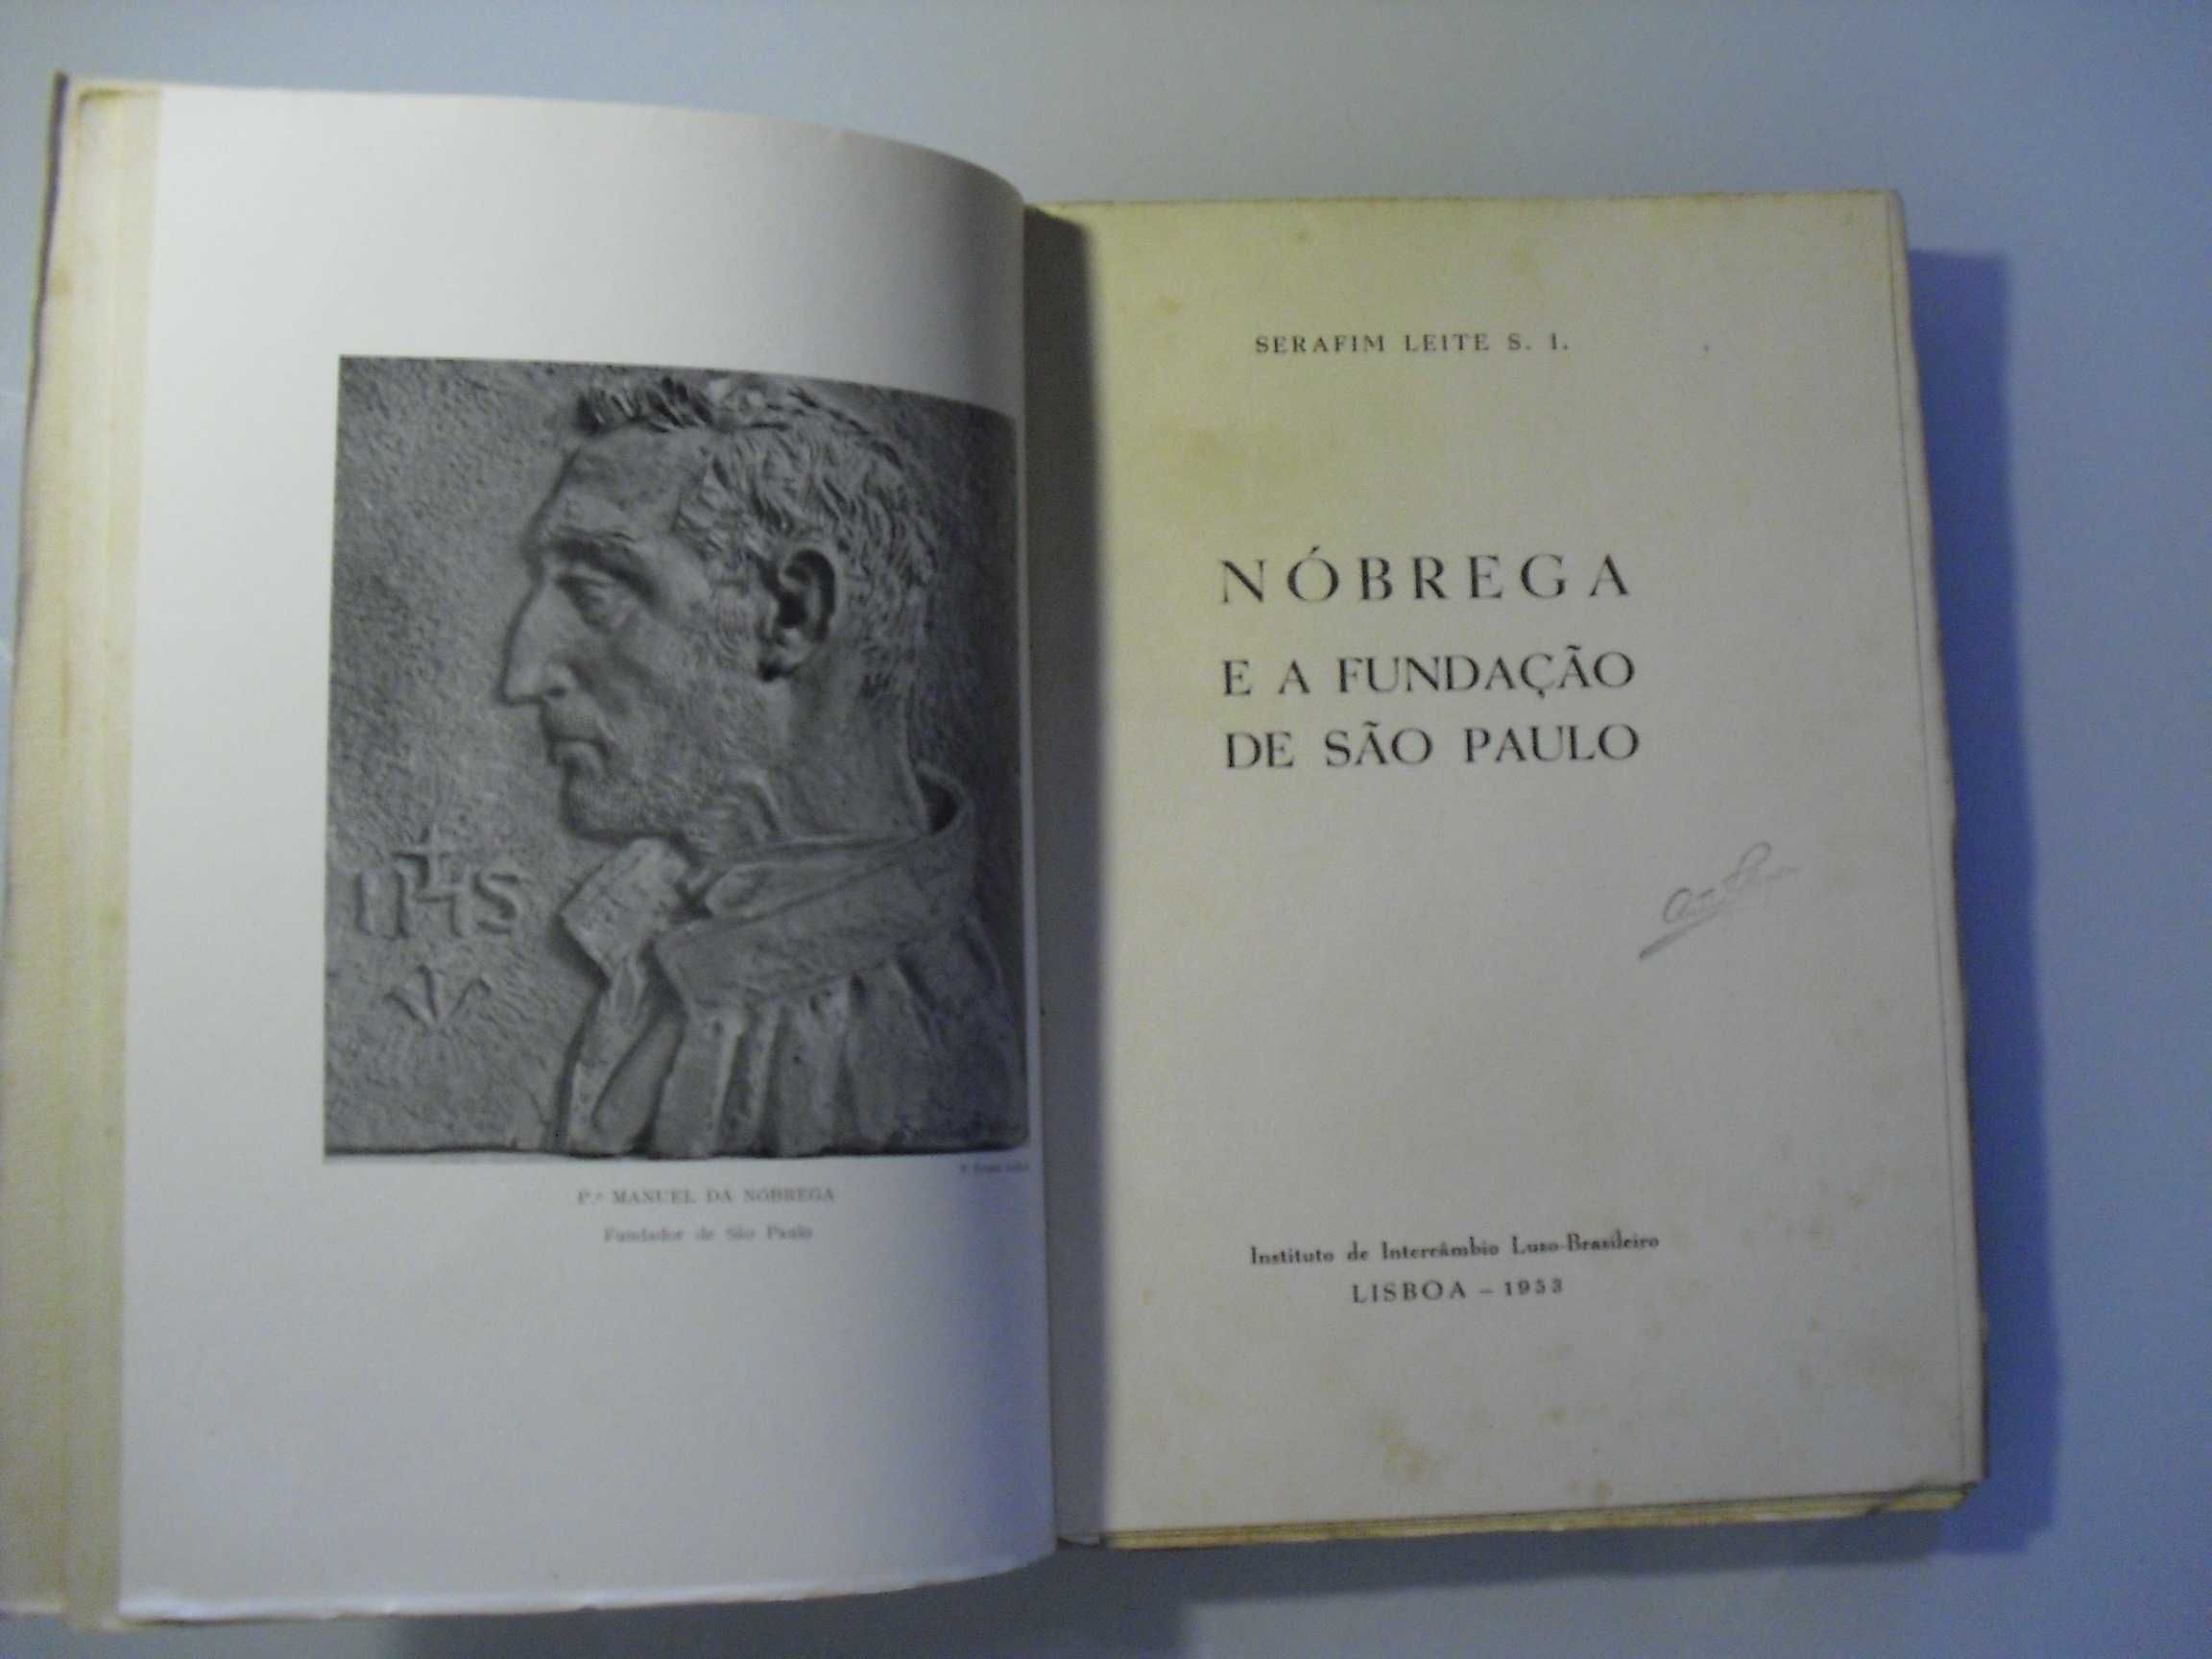 IHS
Pᵉ MANUEL DA NÓBREGA
Fundador de São Paulo
SERAFIM LEITE S. I.
NÓBREGA
E A FUNDAÇÃO
DE SÃO PAULO
Instituto de Intercâmbio Luso-Brasileiro
LISBOA – 1953